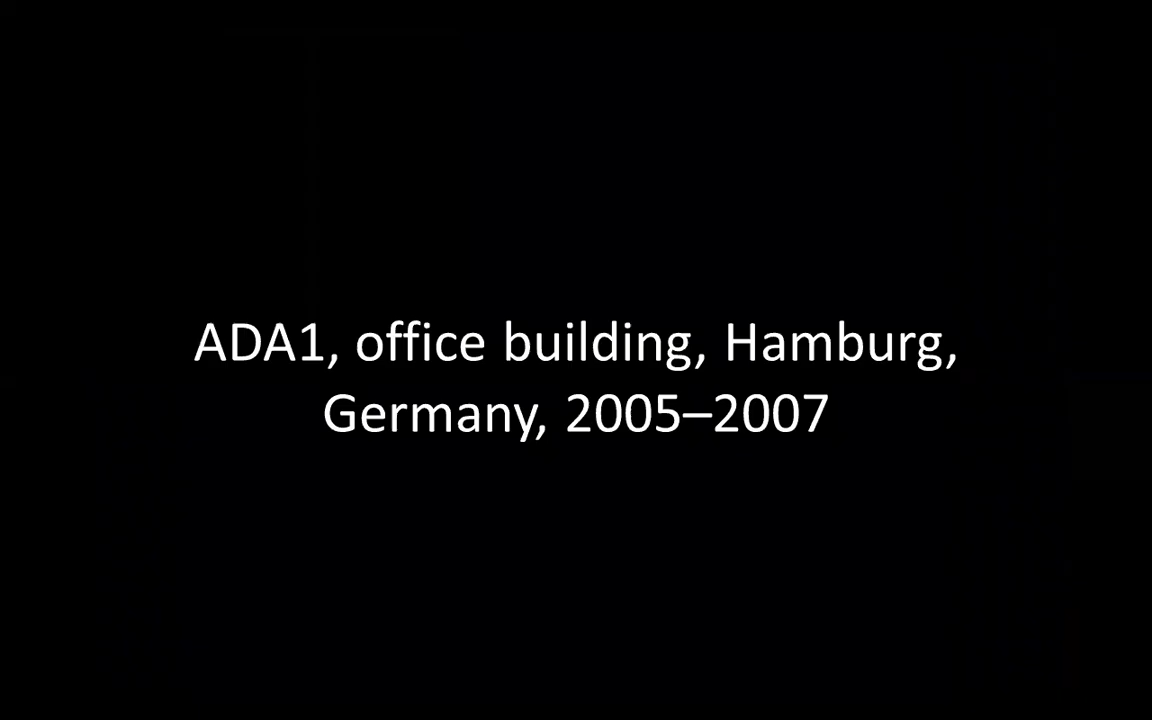 ADA1, office building, Hamburg,
Germany, 2005–2007